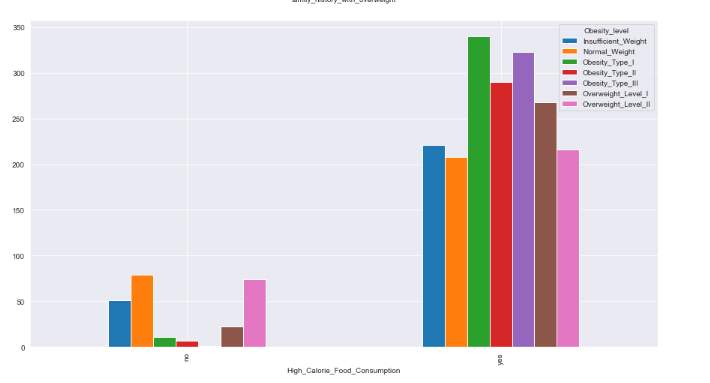 family_history_with_overweight
350
300
250
200
150
100
50
0
Obesity_level
Insufficient_Weight
Normal_Weight
Obesity_Type_I
Obesity_Type_II
Obesity_Type_III
Overweight_Level_I
Overweight_Level_II
no
yes
High_Calorie_Food_Consumption